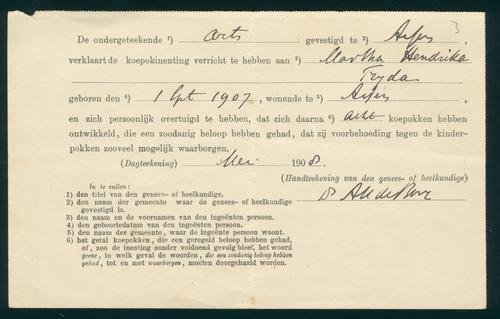 3
De ondergeteekende ¹) arts gevestigd te ²)
verklaart de koepokinenting verricht te hebben aan ³) Martha Hendrika
geboren den ⁴) 1 Spt 1907, wonende te ⁵)
en zich persoonlijk overtuigd te hebben, dat zich daarna ⁶) acht koepokken hebben
ontwikkeld, die een zoodanig beloop hebben gehad, dat zij voorbehoeding tegen de kinder-
pokken zooveel mogelijk waarborgen.
(Dagteekening) Mei 1908.
(Handteekening van den genees- of heelkundige)
In te vullen:
1) den titel van den genees- of heelkundige.
2) den naam der gemeente waar de genees- of heelkundige
gevestigd is.
3) den naam en de voornamen van den ingeënten persoon.
4) den geboortedatum van den ingeënten persoon.
5) den naam der gemeente, waar de ingeënte persoon woont.
6) het getal koepokken, die een geregeld beloop hebben gehad,
of, zoo de inenting zonder voldoend gevolg bleef, het woord
geene, in welk geval de woorden, die een zoodanig beloop hebben
gehad, tot en met waarborgen, moeten doorgehaald worden.